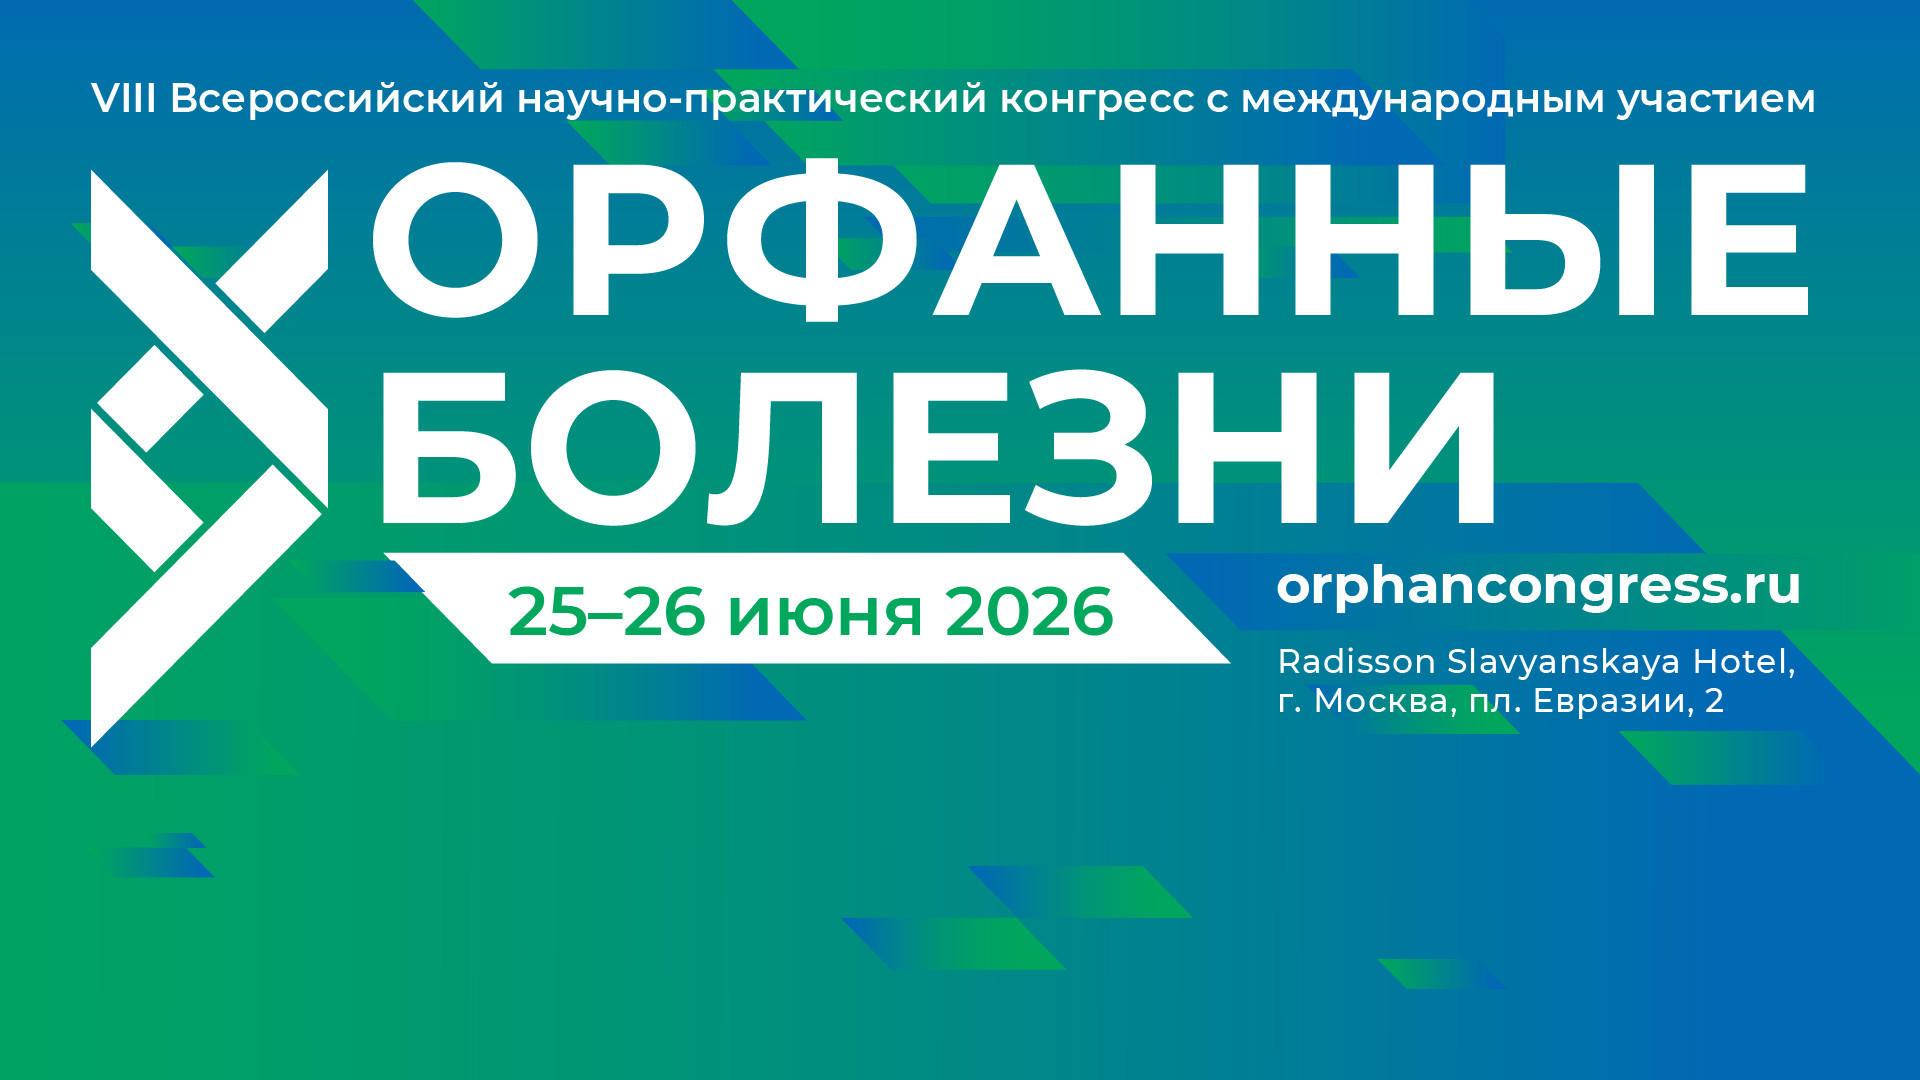 VIII Всероссийский научно-практический конгресс с международным участием
ОРФАННЫЕ
БОЛЕЗНИ
25–26 июня 2026
orphancongress.ru
Radisson Slavyanskaya Hotel,
г. Москва, пл. Евразии, 2